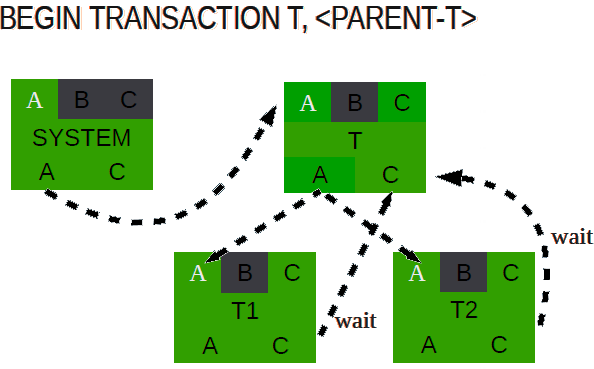 BEGIN TRANSACTION T, <PARENT-T>
A B C
SYSTEM
A C
A B C
T
A C
wait
A B C
T1
A C
wait
A B C
T2
A C